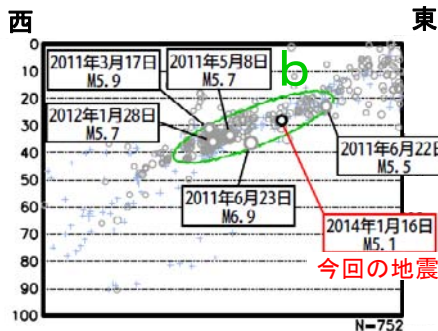 西
東
0
10
20
30
40
50
60
70
80
90
100
2011年3月17日
M5.9
2011年5月8日
M5.7
b
2012年1月28日
M5.7
2011年6月22日
M5.5
2011年6月23日
M6.9
2014年1月16日
M5.1
今回の地震
N=752